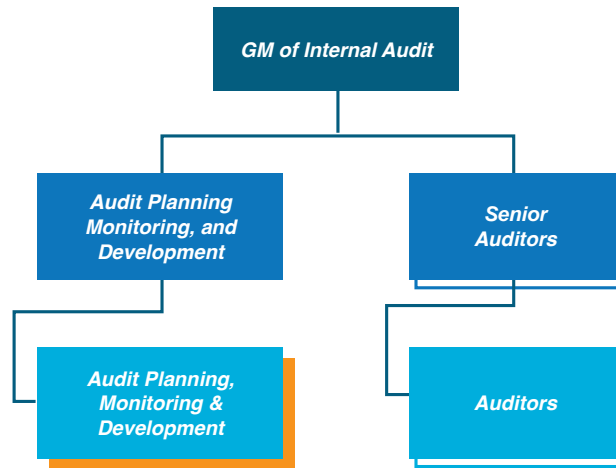 GM of Internal Audit
Audit Planning
Monitoring, and
Development
Senior
Auditors
Audit Planning,
Monitoring &
Development
Auditors